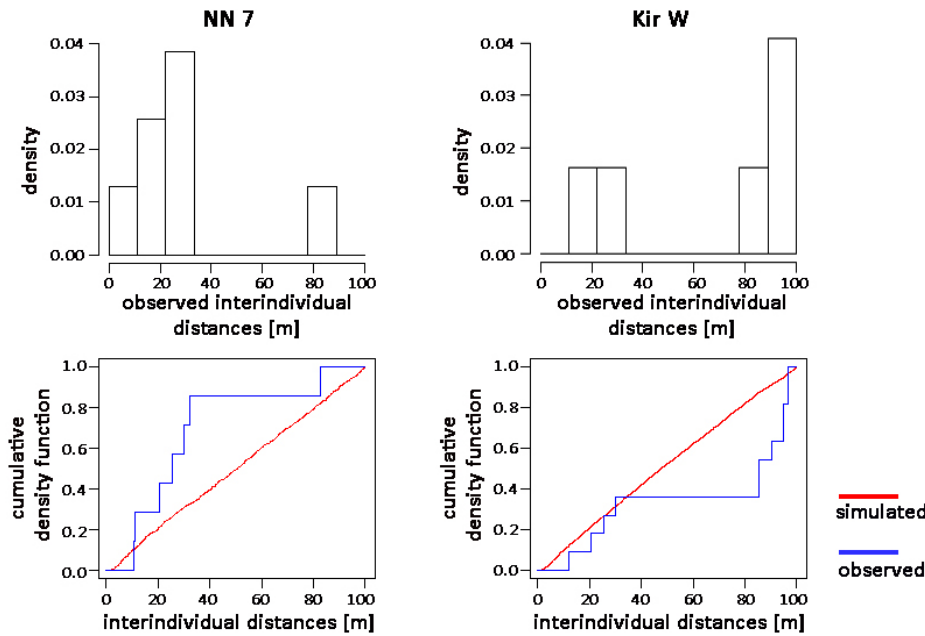 NN 7
Kir W
0.04
0.03
0.02
0.01
0.00
density
0 20 40 60 80 100
observed interindividual
distances [m]
0.04
0.03
0.02
0.01
0.00
density
0 20 40 60 80 100
observed interindividual
distances [m]
1.0
0.8
0.6
0.4
0.2
0.0
cumulative
density function
0 20 40 60 80 100
interindividual distances [m]
1.0
0.8
0.6
0.4
0.2
0.0
cumulative
density function
0 20 40 60 80 100
interindividual distances [m]
simulated
observed